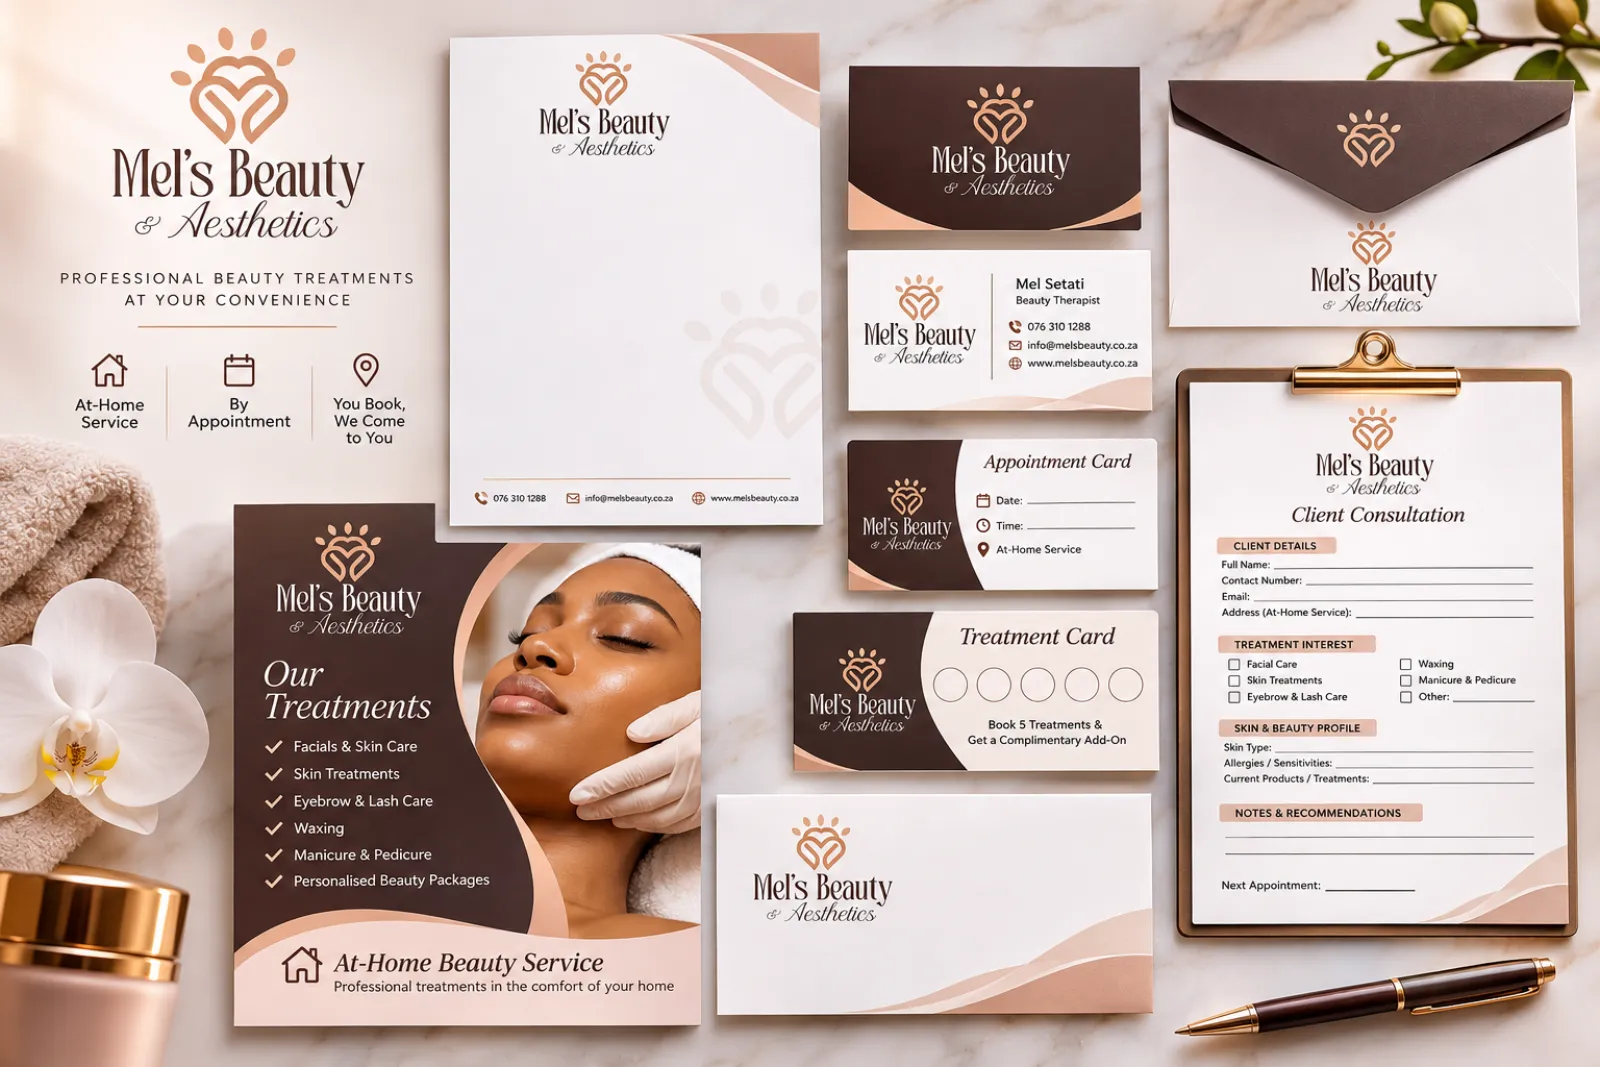 Mel's Beauty
& Aesthetics
PROFESSIONAL BEAUTY TREATMENTS
AT YOUR CONVENIENCE
At-Home
Service
By
Appointment
You Book,
We Come
to You
Mel's Beauty
& Aesthetics
076 310 1288
info@melsbeauty.co.za
www.melsbeauty.co.za
Mel's Beauty
& Aesthetics
Mel's Beauty
& Aesthetics
Mel Setati
Beauty Therapist
076 310 1288
info@melsbeauty.co.za
www.melsbeauty.co.za
Mel's Beauty
& Aesthetics
Mel's Beauty
& Aesthetics
Appointment Card
Date:
Time:
At-Home Service
Mel's Beauty
& Aesthetics
Treatment Card
Book 5 Treatments &
Get a Complimentary Add-On
Mel's Beauty
& Aesthetics
Our
Treatments
Facials & Skin Care
Skin Treatments
Eyebrow & Lash Care
Waxing
Manicure & Pedicure
Personalised Beauty Packages
At-Home Beauty Service
Professional treatments in the comfort of your home
Mel's Beauty
& Aesthetics
Mel's Beauty
& Aesthetics
Client Consultation
CLIENT DETAILS
Full Name:
Contact Number:
Email:
Address (At-Home Service):
TREATMENT INTEREST
Facial Care
Waxing
Skin Treatments
Manicure & Pedicure
Eyebrow & Lash Care
Other:
SKIN & BEAUTY PROFILE
Skin Type:
Allergies / Sensitivities:
Current Products / Treatments:
NOTES & RECOMMENDATIONS
Next Appointment: